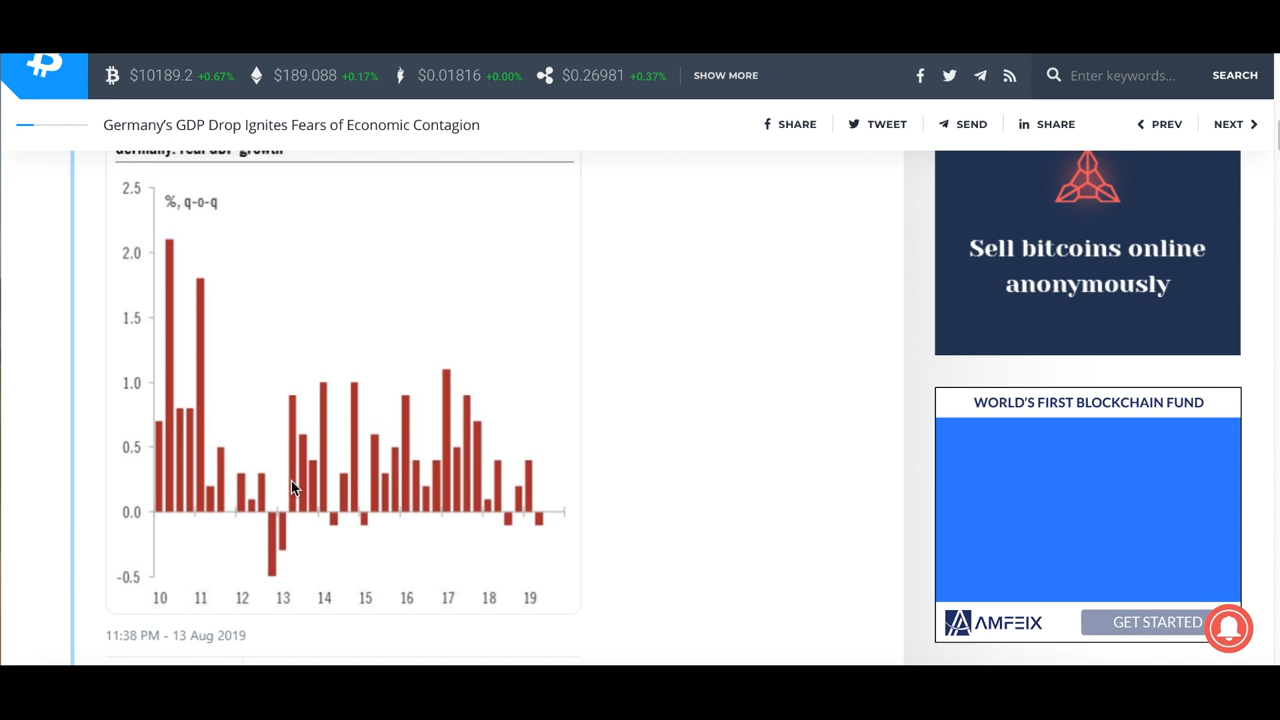 $10189.2 +0.67% $189.088 +0.17% $0.01816 +0.00% $0.26981 +0.37% SHOW MORE Enter keywords... SEARCH
Germany’s GDP Drop Ignites Fears of Economic Contagion SHARE TWEET SEND SHARE PREV NEXT
Germany: real GDP growth
2.5
%, q-o-q
2.0
1.5
1.0
0.5
0.0
-0.5
10 11 12 13 14 15 16 17 18 19
11:38 PM - 13 Aug 2019
Sell bitcoins online
anonymously
WORLD'S FIRST BLOCKCHAIN FUND
AMFEIX GET STARTED